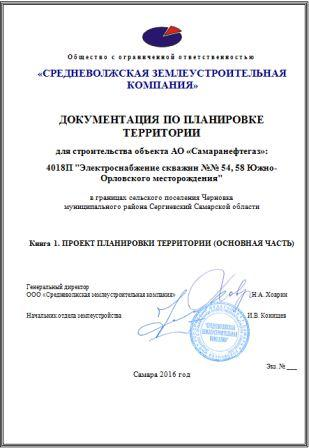 Общество с ограниченной ответственностью
«СРЕДНЕВОЛЖСКАЯ ЗЕМЛЕУСТРОИТЕЛЬНАЯ
КОМПАНИЯ»
ДОКУМЕНТАЦИЯ ПО ПЛАНИРОВКЕ
ТЕРРИТОРИИ
для строительства объекта АО «Самаранефтегаз»:
4018П "Электроснабжение скважин №№ 54, 58 Южно-
Орловского месторождения"
в границах сельского поселения Черновка
муниципального района Сергиевский Самарской области
Книга 1. ПРОЕКТ ПЛАНИРОВКИ ТЕРРИТОРИИ (ОСНОВНАЯ ЧАСТЬ)
Генеральный директор
ООО «Средневолжская землеустроительная компания» Н.А. Ховрин
Начальник отдела землеустройства И.В. Конищев
Экз. № ___
Самара 2016 год